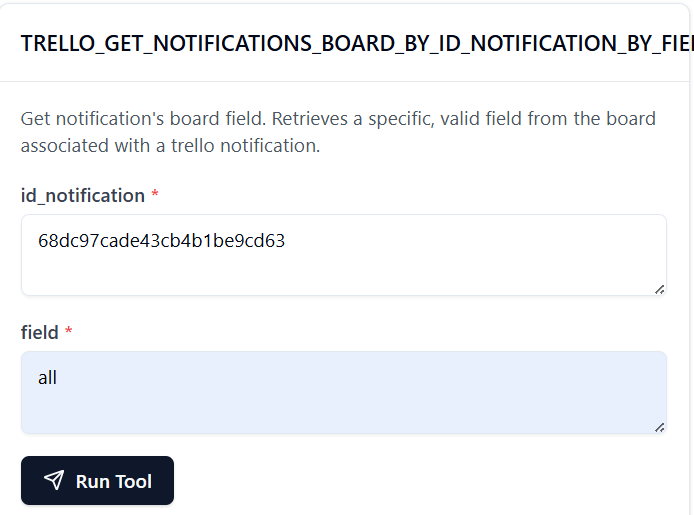 TRELLO_GET_NOTIFICATIONS_BOARD_BY_ID_NOTIFICATION_BY_FIE
Get notification's board field. Retrieves a specific, valid field from the board
associated with a trello notification.
id_notification *
68dc97cade43cb4b1be9cd63
field *
all
Run Tool